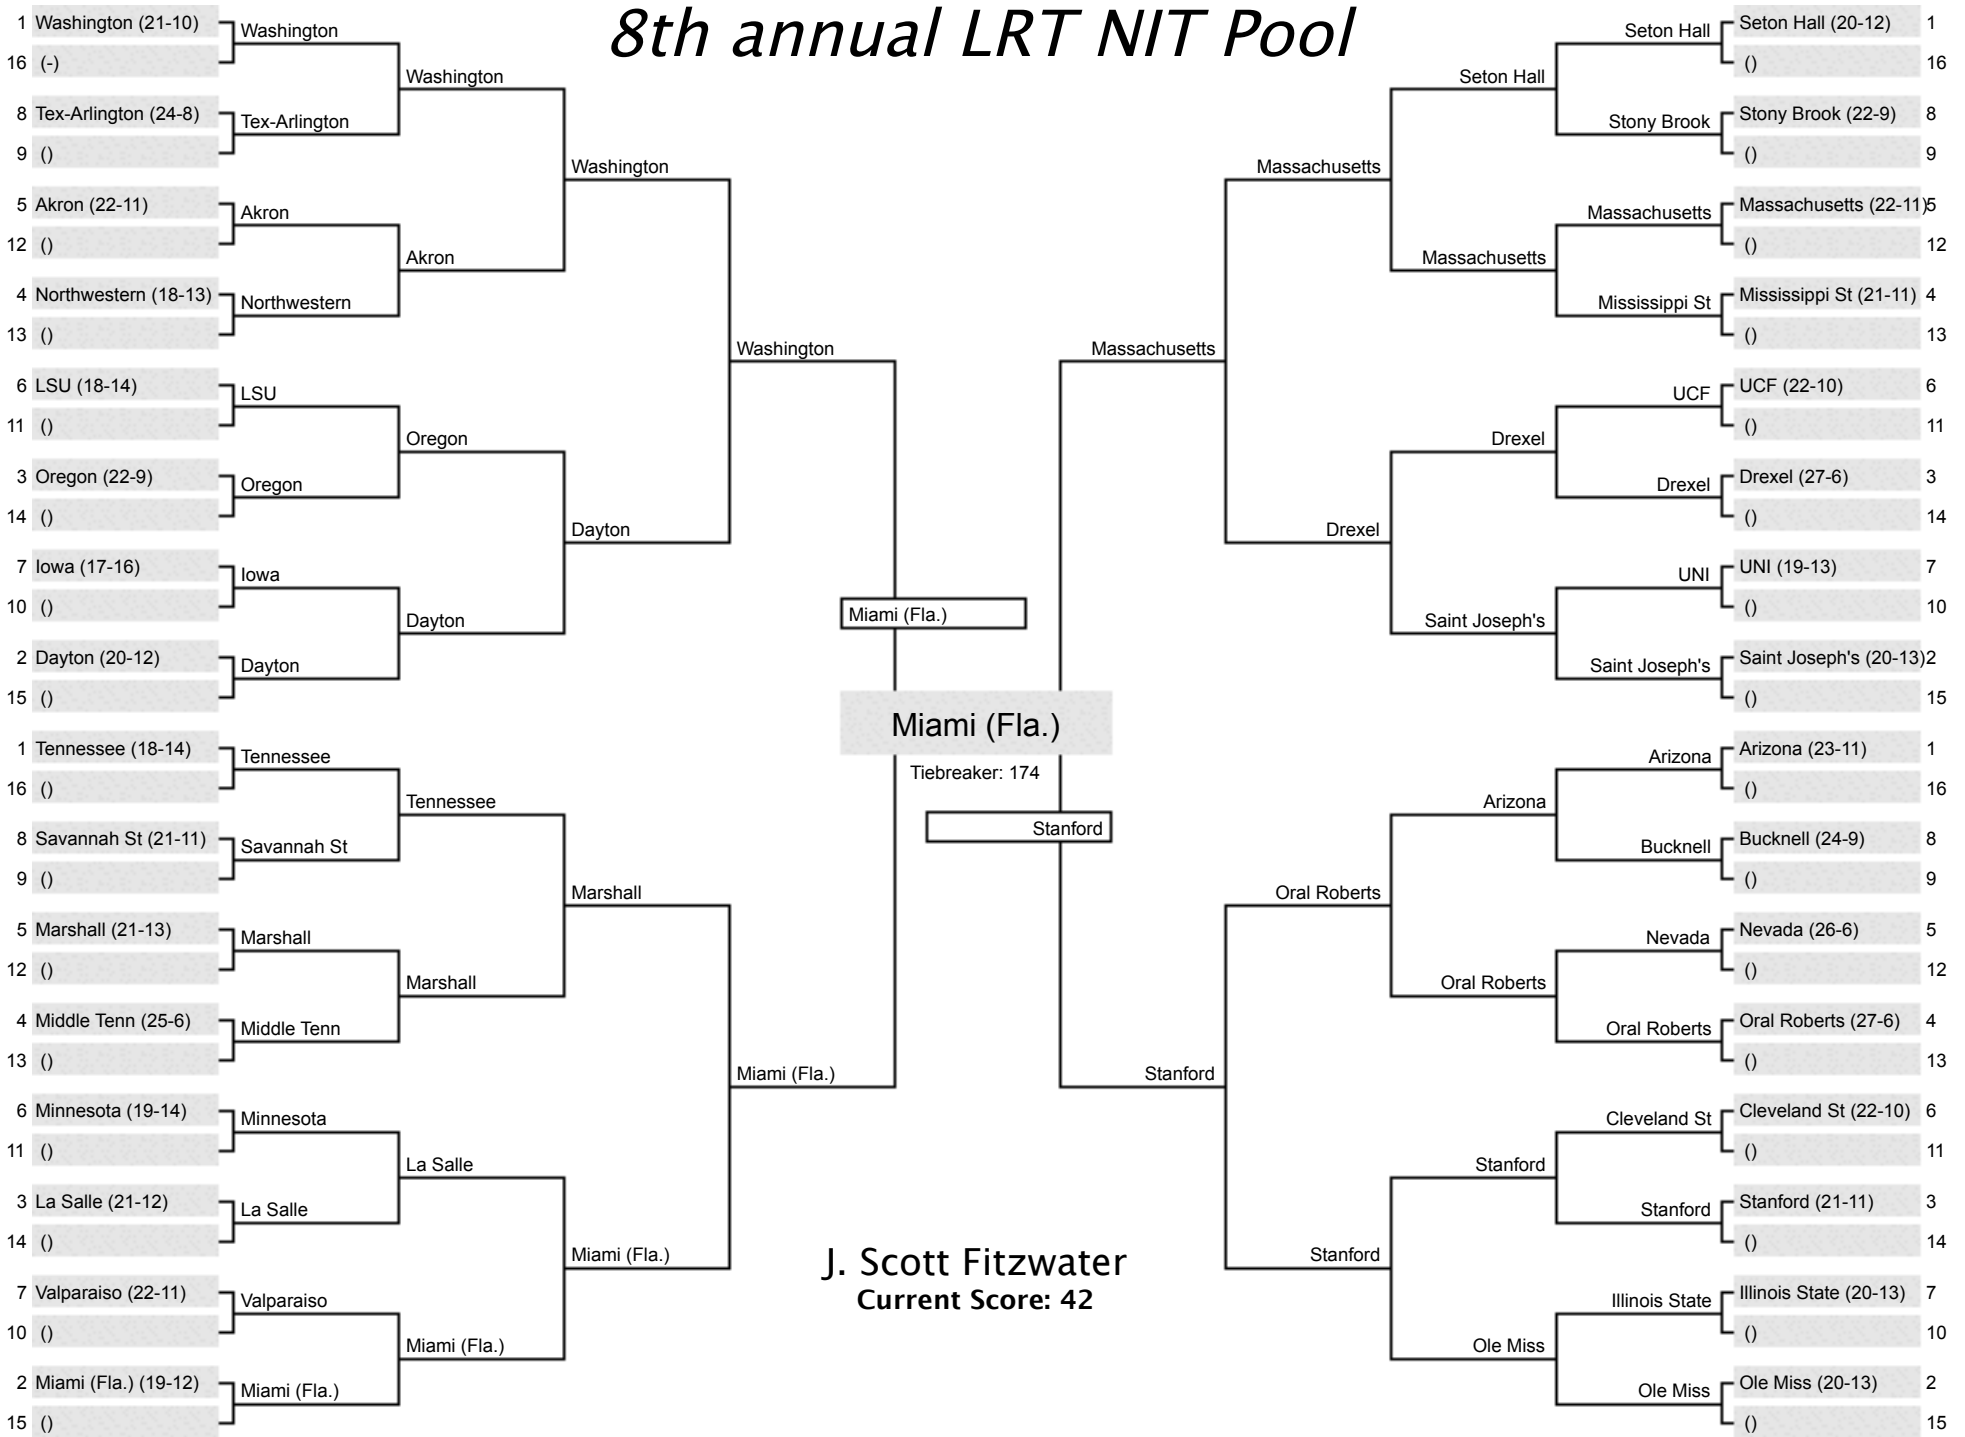 8th annual LRT NIT Pool
1 Washington (21-10)
16 (-)
8 Tex-Arlington (24-8)
9 ()
5 Akron (22-11)
12 ()
4 Northwestern (18-13)
13 ()
6 LSU (18-14)
11 ()
3 Oregon (22-9)
14 ()
7 Iowa (17-16)
10 ()
2 Dayton (20-12)
15 ()
1 Tennessee (18-14)
16 ()
8 Savannah St (21-11)
9 ()
5 Marshall (21-13)
12 ()
4 Middle Tenn (25-6)
13 ()
6 Minnesota (19-14)
11 ()
3 La Salle (21-12)
14 ()
7 Valparaiso (22-11)
10 ()
2 Miami (Fla.) (19-12)
15 ()
Washington
Tex-Arlington
Akron
Northwestern
LSU
Oregon
Iowa
Dayton
Tennessee
Savannah St
Marshall
Middle Tenn
Minnesota
La Salle
Valparaiso
Miami (Fla.)
Washington
Akron
Oregon
Dayton
Tennessee
Marshall
La Salle
Miami (Fla.)
Washington
Dayton
Marshall
Miami (Fla.)
Washington
Miami (Fla.)
Miami (Fla.)
Miami (Fla.)
Tiebreaker: 174
Stanford
J. Scott Fitzwater
Current Score: 42
Massachusetts
Stanford
Massachusetts
Drexel
Oral Roberts
Stanford
Seton Hall
Massachusetts
Drexel
Saint Joseph's
Arizona
Oral Roberts
Stanford
Ole Miss
Seton Hall
Stony Brook
Massachusetts
Mississippi St
UCF
Drexel
UNI
Saint Joseph's
Arizona
Bucknell
Nevada
Oral Roberts
Cleveland St
Stanford
Illinois State
Ole Miss
Seton Hall (20-12) 1
() 16
Stony Brook (22-9) 8
() 9
Massachusetts (22-11) 5
() 12
Mississippi St (21-11) 4
() 13
UCF (22-10) 6
() 11
Drexel (27-6) 3
() 14
UNI (19-13) 7
() 10
Saint Joseph's (20-13) 2
() 15
Arizona (23-11) 1
() 16
Bucknell (24-9) 8
() 9
Nevada (26-6) 5
() 12
Oral Roberts (27-6) 4
() 13
Cleveland St (22-10) 6
() 11
Stanford (21-11) 3
() 14
Illinois State (20-13) 7
() 10
Ole Miss (20-13) 2
() 15